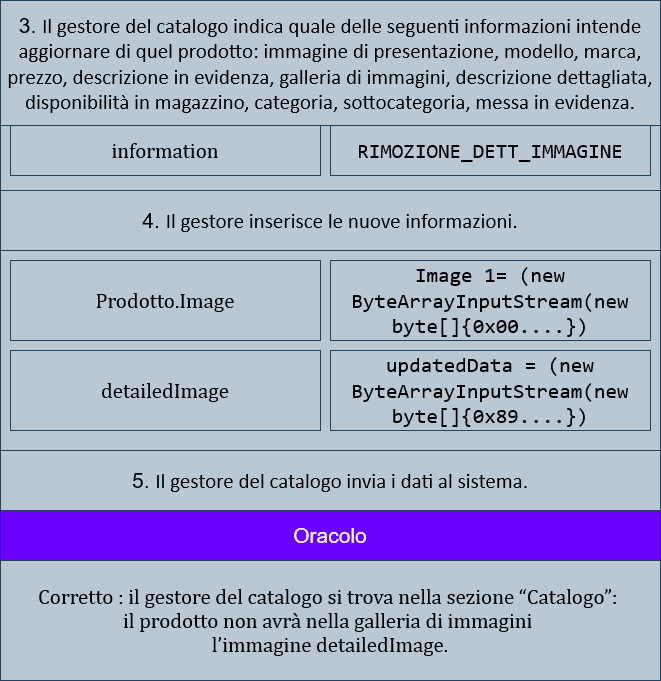 3. Il gestore del catalogo indica quale delle seguenti informazioni intende
aggiornare di quel prodotto: immagine di presentazione, modello, marca,
prezzo, descrizione in evidenza, galleria di immagini, descrizione dettagliata,
disponibilità in magazzino, categoria, sottocategoria, messa in evidenza.
information
RIMOZIONE_DETT_IMMAGINE
4. Il gestore inserisce le nuove informazioni.
Prodotto.Image
Image 1= (new
ByteArrayInputStream(new
byte[]{0x00....})
detailedImage
updatedData = (new
ByteArrayInputStream(new
byte[]{0x89....})
5. Il gestore del catalogo invia i dati al sistema.
Oracolo
Corretto : il gestore del catalogo si trova nella sezione “Catalogo”:
il prodotto non avrà nella galleria di immagini
l’immagine detailedImage.